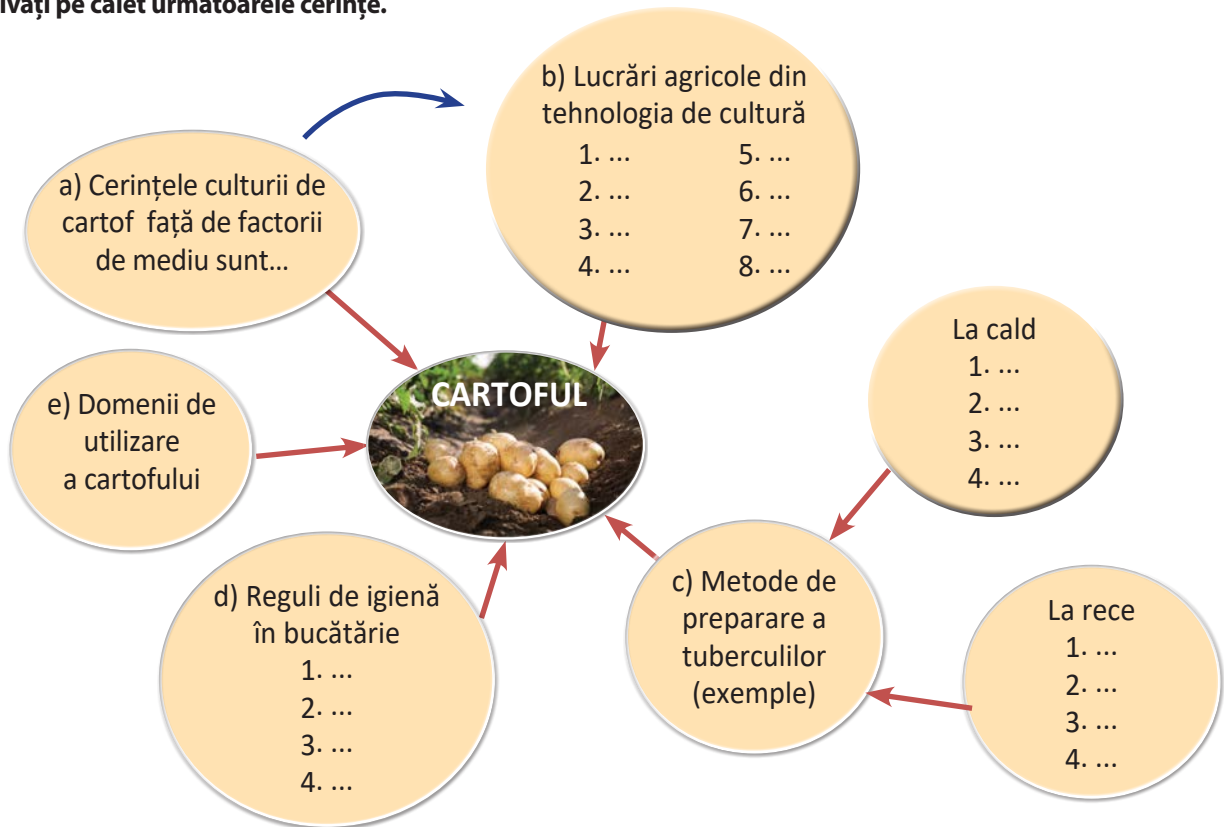 ivați pe caiet următoarele cerințe.
b) Lucrări agricole din
tehnologia de cultură
1. ... 5. ...
2. ... 6. ...
3. ... 7. ...
4. ... 8. ...
a) Cerințele culturii de
cartof față de factorii
de mediu sunt...
La cald
1. ...
2. ...
3. ...
4. ...
CARTOFUL
e) Domenii de
utilizare
a cartofului
d) Reguli de igienă
în bucătărie
1. ...
2. ...
3. ...
4. ...
c) Metode de
preparare a
tuberculilor
(exemple)
La rece
1. ...
2. ...
3. ...
4. ...